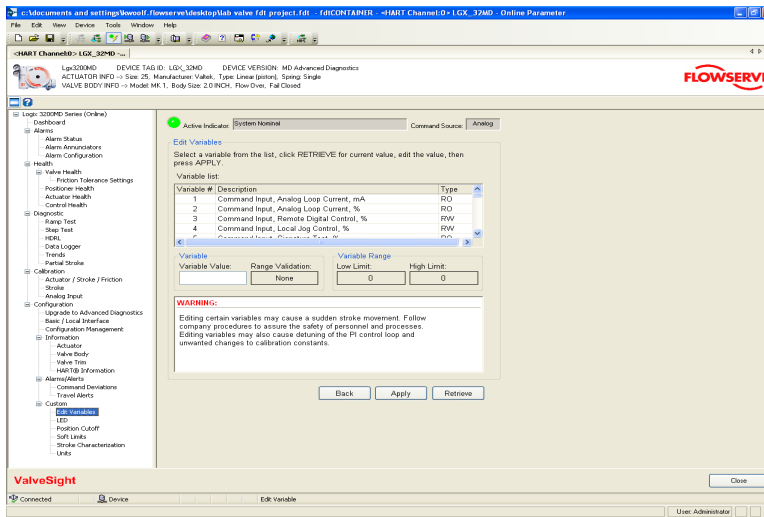 c:\documents and settings\kwoolf.flowserve\desktop\lab valve fdt project.fdt - fdtCONTAINER - <HART Channel:0> LGX_32MD - Online Parameter
File Edit View Device Tools Window Help
<HART Channel:0> LGX_32MD -...
Lgx3200MD DEVICE TAG ID: LGX_32MD DEVICE VERSION: MD Advanced Diagnostics
ACTUATOR INFO --> Size: 25, Manufacturer: Valtek, Type: Linear (piston), Spring: Single
VALVE BODY INFO --> Model: MK 1, Body Size: 2.0 INCH, Flow Over, Fail Closed
FLOWSERVE
Logix 3200MD Series (Online)
Dashboard
Alarms
Alarm Status
Alarm Annunciators
Alarm Configuration
Health
Valve Health
Friction Tolerance Settings
Positioner Health
Actuator Health
Control Health
Diagnostic
Ramp Test
Step Test
HDRL
Data Logger
Trends
Partial Stroke
Calibration
Actuator / Stroke / Friction
Stroke
Analog Input
Configuration
Upgrade to Advanced Diagnostics
Basic / Local Interface
Configuration Management
Information
Actuator
Valve Body
Valve Trim
HART® Information
Alarms/Alerts
Command Deviations
Travel Alerts
Custom
Edit Variables
LED
Position Cutoff
Soft Limits
Stroke Characterization
Units
Active Indicator System Nominal Command Source: Analog
Edit Variables
Select a variable from the list, click RETRIEVE for current value, edit the value, then
press APPLY.
Variable list:
Variable # Description Type
1 Command Input, Analog Loop Current, mA RO
2 Command Input, Analog Loop Current, % RO
3 Command Input, Remote Digital Control, % RW
4 Command Input, Local Jog Control, % RW
5 Command Input, Signature Test, % RO
Variable Variable Range
Variable Value: Range Validation: Low Limit: High Limit:
None 0 0
WARNING:
Editing certain variables may cause a sudden stroke movement. Follow
company procedures to assure the safety of personnel and processes.
Editing variables may also cause detuning of the PI control loop and
unwanted changes to calibration constants.
Back Apply Retrieve
ValveSight
Close
Connected Device Edit Variable
User: Administrator